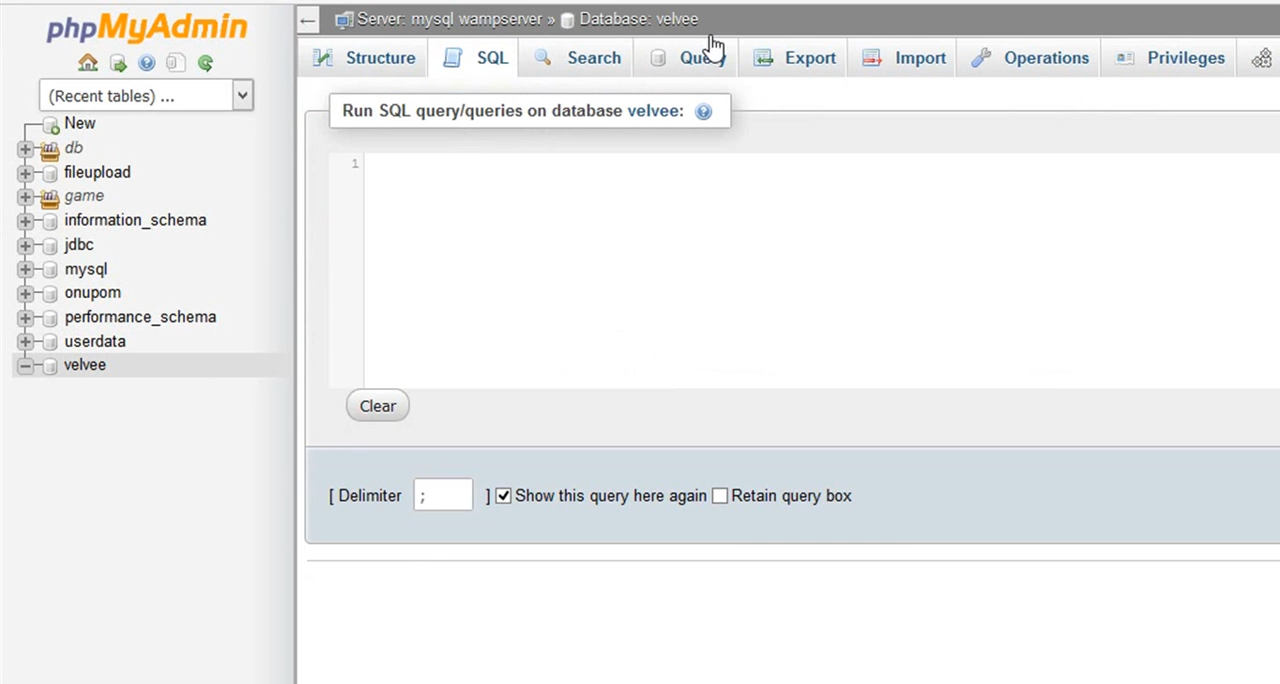 phpMyAdmin
(Recent tables) ...
New
db
fileupload
game
information_schema
jdbc
mysql
onupom
performance_schema
userdata
velvee
← Server: mysql wampserver » Database: velvee
Structure SQL Search Query Export Import Operations Privileges
Run SQL query/queries on database velvee:
1
Clear
[ Delimiter ; ] Show this query here again Retain query box